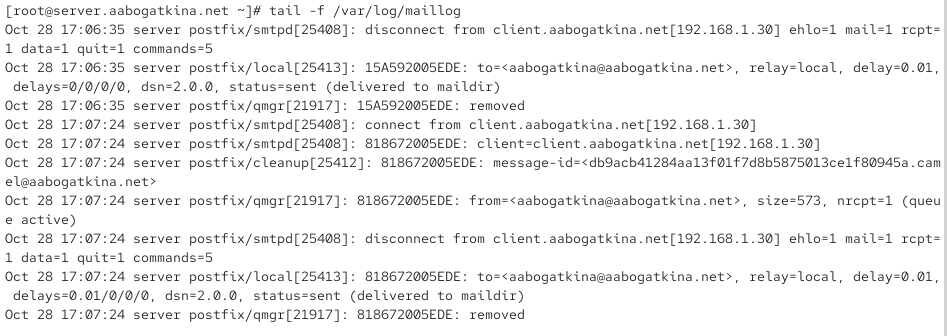 [root@server.aabogatkina.net ~]# tail -f /var/log/maillog
Oct 28 17:06:35 server postfix/smtpd[25408]: disconnect from client.aabogatkina.net[192.168.1.30] ehlo=1 mail=1 rcpt=
1 data=1 quit=1 commands=5
Oct 28 17:06:35 server postfix/local[25413]: 15A592005EDE: to=<aabogatkina@aabogatkina.net>, relay=local, delay=0.01,
 delays=0/0/0/0, dsn=2.0.0, status=sent (delivered to maildir)
Oct 28 17:06:35 server postfix/qmgr[21917]: 15A592005EDE: removed
Oct 28 17:07:24 server postfix/smtpd[25408]: connect from client.aabogatkina.net[192.168.1.30]
Oct 28 17:07:24 server postfix/smtpd[25408]: 818672005EDE: client=client.aabogatkina.net[192.168.1.30]
Oct 28 17:07:24 server postfix/cleanup[25412]: 818672005EDE: message-id=<db9acb41284aa13f01f7d8b5875013ce1f80945a.cam
el@aabogatkina.net>
Oct 28 17:07:24 server postfix/qmgr[21917]: 818672005EDE: from=<aabogatkina@aabogatkina.net>, size=573, nrcpt=1 (queu
e active)
Oct 28 17:07:24 server postfix/smtpd[25408]: disconnect from client.aabogatkina.net[192.168.1.30] ehlo=1 mail=1 rcpt=
1 data=1 quit=1 commands=5
Oct 28 17:07:24 server postfix/local[25413]: 818672005EDE: to=<aabogatkina@aabogatkina.net>, relay=local, delay=0.01,
 delays=0.01/0/0/0, dsn=2.0.0, status=sent (delivered to maildir)
Oct 28 17:07:24 server postfix/qmgr[21917]: 818672005EDE: removed